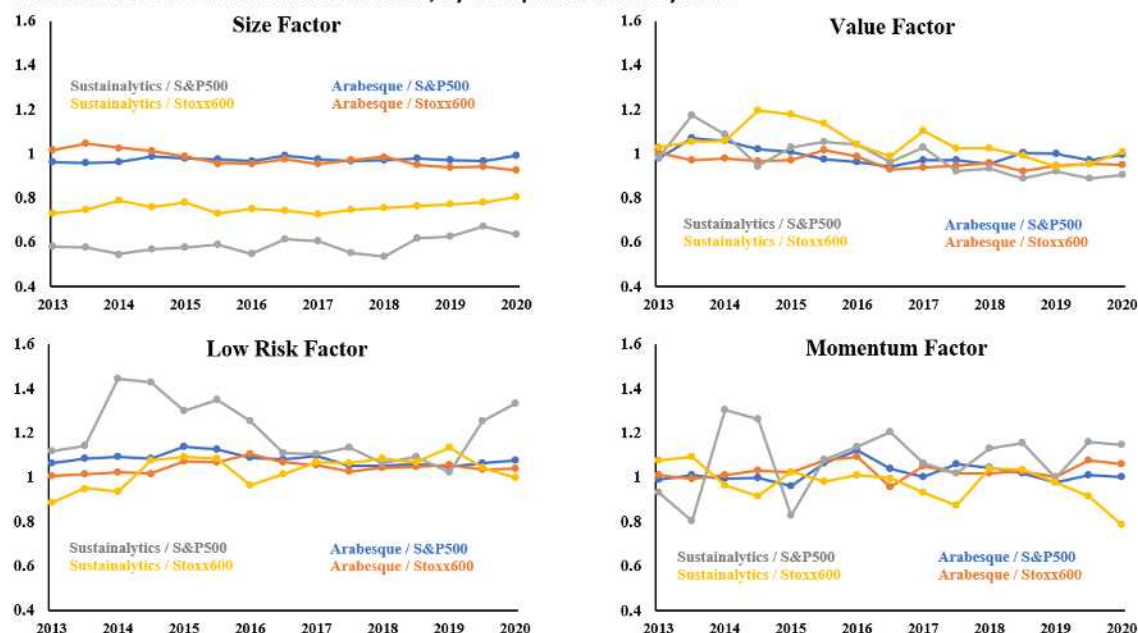 Size Factor
1.6
1.4
1.2
1
0.8
0.6
0.4
Sustainalytics / S&P500
Arabesque / S&P500
Sustainalytics / Stoxx600
Arabesque / Stoxx600
2013 2014 2015 2016 2017 2018 2019 2020
Value Factor
1.6
1.4
1.2
1
0.8
0.6
0.4
Sustainalytics / S&P500
Arabesque / S&P500
Sustainalytics / Stoxx600
Arabesque / Stoxx600
2013 2014 2015 2016 2017 2018 2019 2020
Low Risk Factor
1.6
1.4
1.2
1
0.8
0.6
0.4
Sustainalytics / S&P500
Arabesque / S&P500
Sustainalytics / Stoxx600
Arabesque / Stoxx600
2013 2014 2015 2016 2017 2018 2019 2020
Momentum Factor
1.6
1.4
1.2
1
0.8
0.6
0.4
Sustainalytics / S&P500
Arabesque / S&P500
Sustainalytics / Stoxx600
Arabesque / Stoxx600
2013 2014 2015 2016 2017 2018 2019 2020